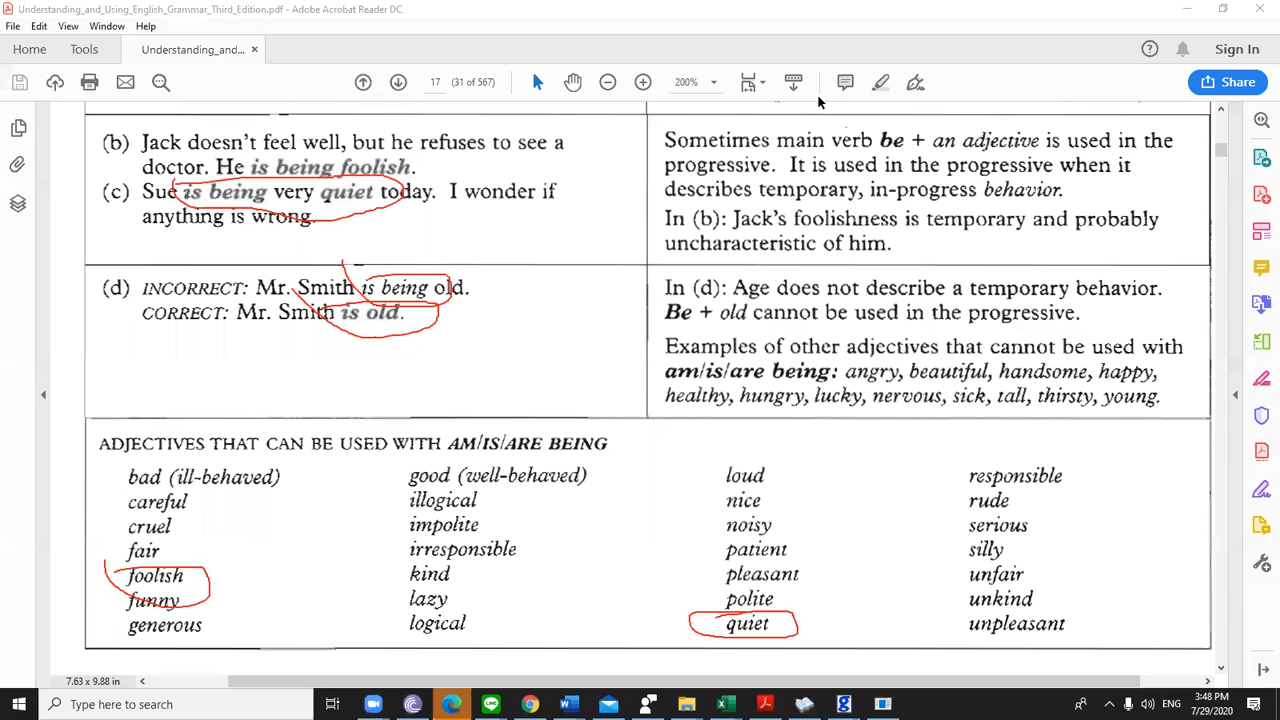 Understanding_and_Using_English_Grammar_Third_Edition.pdf - Adobe Acrobat Reader DC
File Edit View Window Help
Home Tools Understanding_and... × Sign In
17 (31 of 567) 200% Share
(b) Jack doesn't feel well, but he refuses to see a
doctor. He is being foolish.
(c) Sue is being very quiet today. I wonder if
anything is wrong.
Sometimes main verb be + an adjective is used in the
progressive. It is used in the progressive when it
describes temporary, in-progress behavior.
In (b): Jack's foolishness is temporary and probably
uncharacteristic of him.
(d) INCORRECT: Mr. Smith is being old.
CORRECT: Mr. Smith is old.
In (d): Age does not describe a temporary behavior.
Be + old cannot be used in the progressive.
Examples of other adjectives that cannot be used with
am/is/are being: angry, beautiful, handsome, happy,
healthy, hungry, lucky, nervous, sick, tall, thirsty, young.
ADJECTIVES THAT CAN BE USED WITH AM/IS/ARE BEING
bad (ill-behaved) good (well-behaved) loud responsible
careful illogical nice rude
cruel impolite noisy serious
fair irresponsible patient silly
foolish kind pleasant unfair
funny lazy polite unkind
generous logical quiet unpleasant
7.63 x 9.88 in
Type here to search
ENG
3:48 PM
7/29/2020